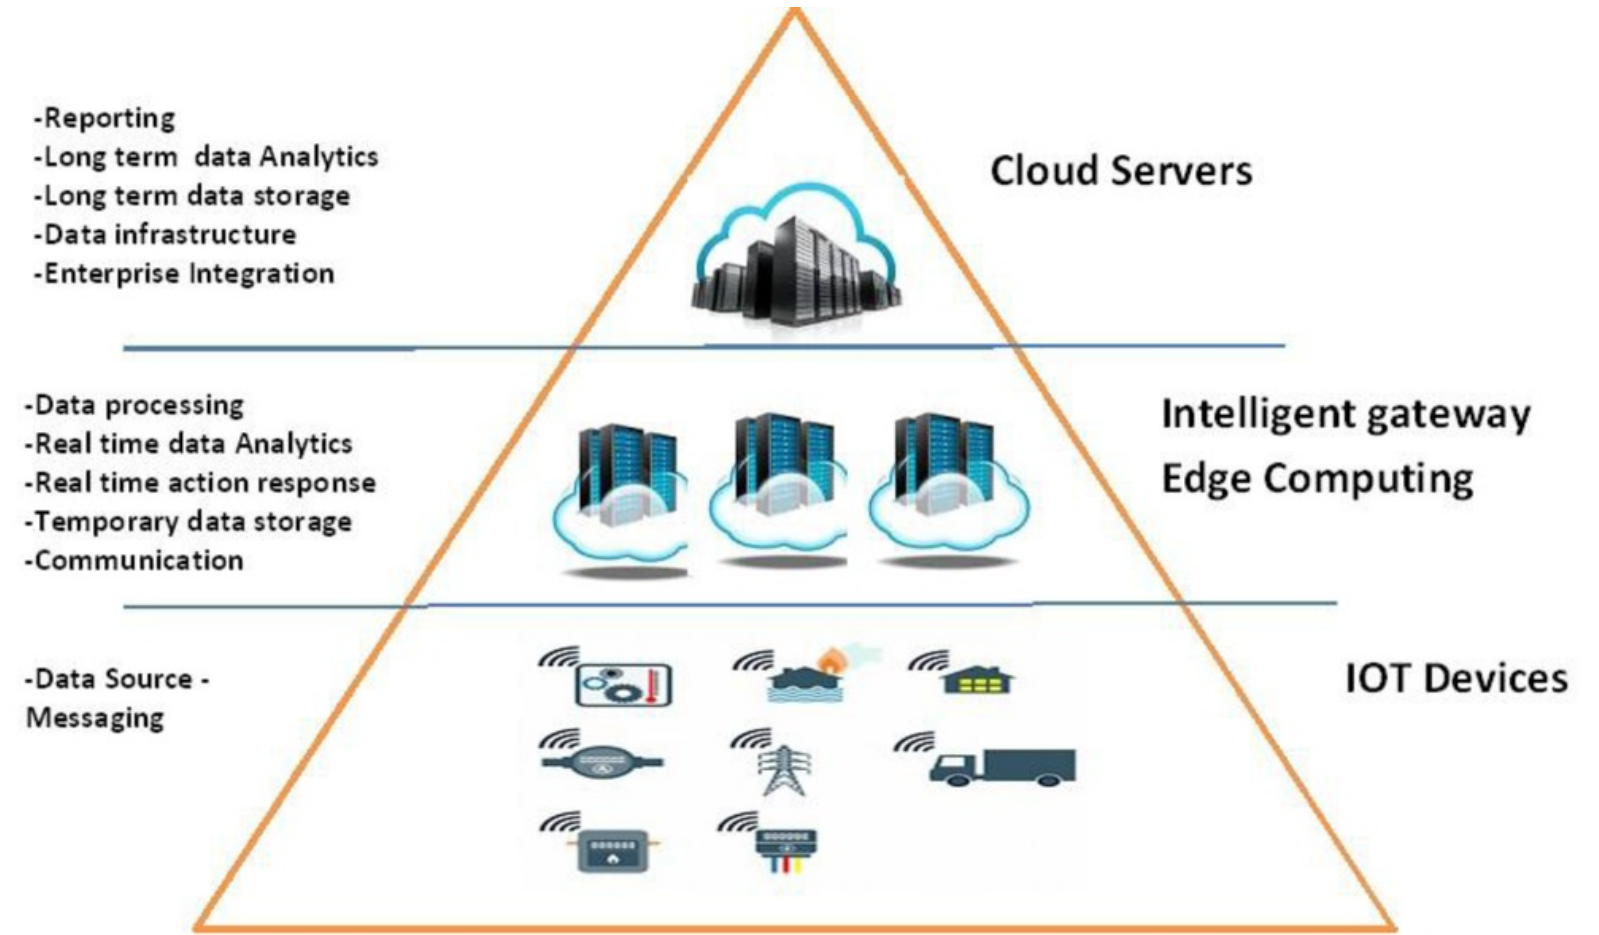 -Reporting
-Long term data Analytics
-Long term data storage
-Data infrastructure
-Enterprise Integration
Cloud Servers
-Data processing
-Real time data Analytics
-Real time action response
-Temporary data storage
-Communication
Intelligent gateway
Edge Computing
-Data Source -
Messaging
IOT Devices